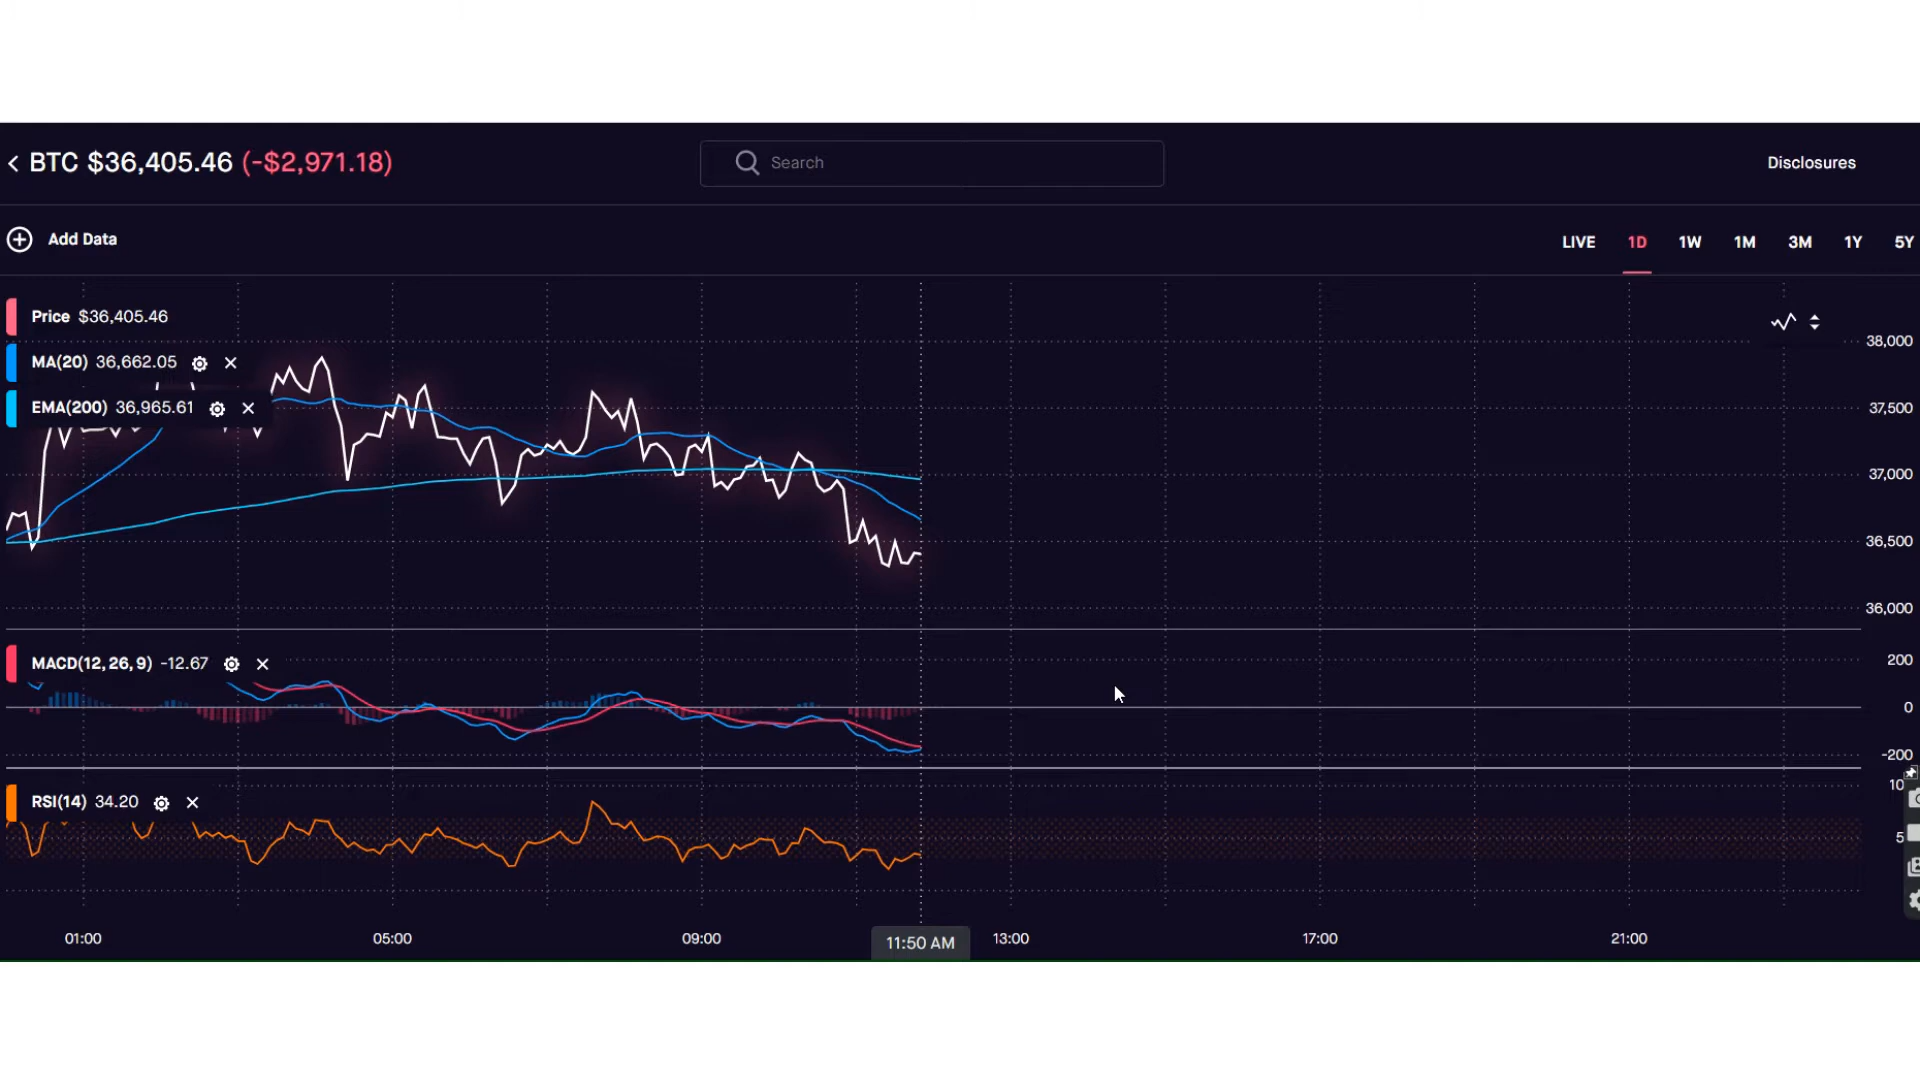 BTC $36,405.46 (-$2,971.18)
Search
Disclosures
Add Data
LIVE 1D 1W 1M 3M 1Y 5Y
Price $36,405.46
38,000
MA(20) 36,662.05
37,500
EMA(200) 36,965.61
37,000
36,500
36,000
MACD(12, 26, 9) -12.67
200
0
-200
RSI(14) 34.20
10
5
01:00 05:00 09:00 11:50 AM 13:00 17:00 21:00